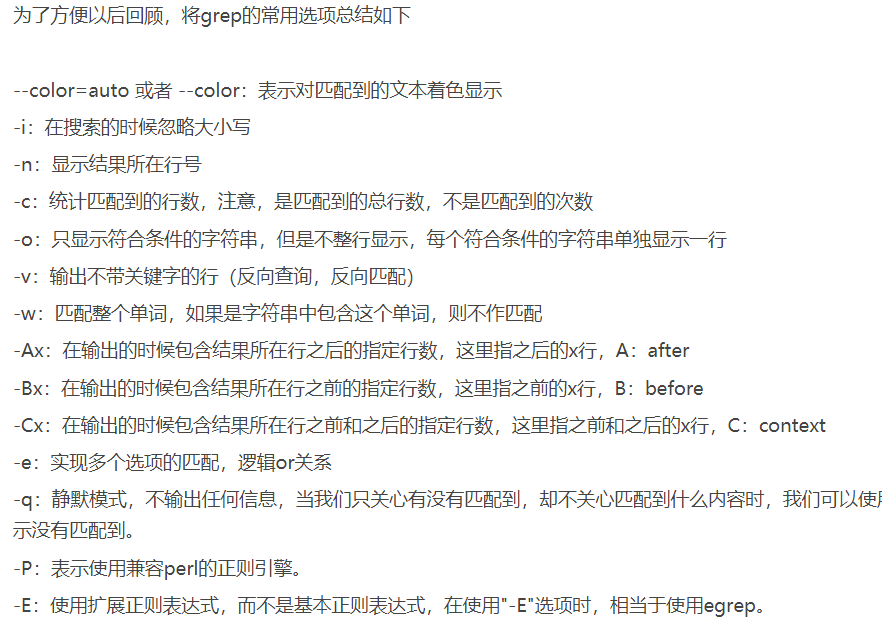 为了方便以后回顾，将grep的常用选项总结如下
--color=auto 或者 --color：表示对匹配到的文本着色显示
-i：在搜索的时候忽略大小写
-n：显示结果所在行号
-c：统计匹配到的行数，注意，是匹配到的总行数，不是匹配到的次数
-o：只显示符合条件的字符串，但是不整行显示，每个符合条件的字符串单独显示一行
-v：输出不带关键字的行（反向查询，反向匹配）
-w：匹配整个单词，如果是字符串中包含这个单词，则不作匹配
-Ax：在输出的时候包含结果所在行之后的指定行数，这里指之后的x行，A：after
-Bx：在输出的时候包含结果所在行之前的指定行数，这里指之前的x行，B：before
-Cx：在输出的时候包含结果所在行之前和之后的指定行数，这里指之前和之后的x行，C：context
-e：实现多个选项的匹配，逻辑or关系
-q：静默模式，不输出任何信息，当我们只关心有没有匹配到，却不关心匹配到什么内容时，我们可以使用
示没有匹配到。
-P：表示使用兼容perl的正则引擎。
-E：使用扩展正则表达式，而不是基本正则表达式，在使用"-E"选项时，相当于使用egrep。